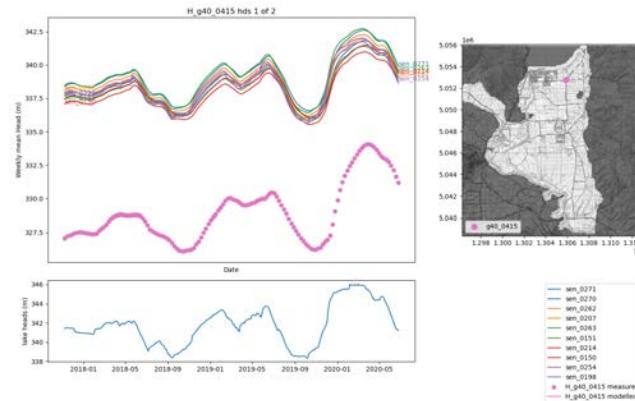 H_g40_0415 hds 1 of 2
Weekly mean Head (m)
342.5
340.0
337.5
335.0
332.5
330.0
327.5
sen_0271
sen_0214
sen_0254
Date
lake heads (m)
346
344
342
340
338
2018-01
2018-05
2018-09
2019-01
2019-05
2019-09
2020-01
2020-05
1e6
5.056
5.054
5.052
5.050
5.048
5.046
5.044
5.042
5.040
g40_0415
1.298 1.300 1.302 1.304 1.306 1.308 1.310
sen_0271
sen_0270
sen_0262
sen_0207
sen_0263
sen_0151
sen_0214
sen_0150
sen_0254
sen_0198
H_g40_0415 measure
H_g40_0415 modelle